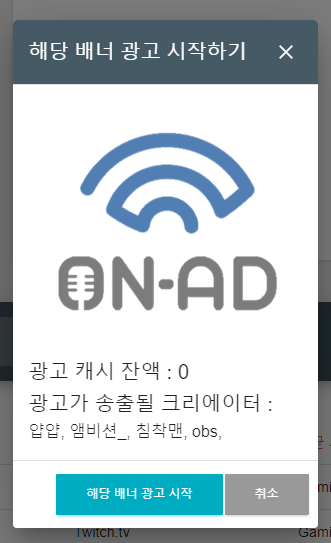 해당 배너 광고 시작하기
ON-AD
광고 캐시 잔액 : 0
광고가 송출될 크리에이터 :
얍얍, 앰비션_, 침착맨, obs,
해당 배너 광고 시작
취소
Twitch.tv